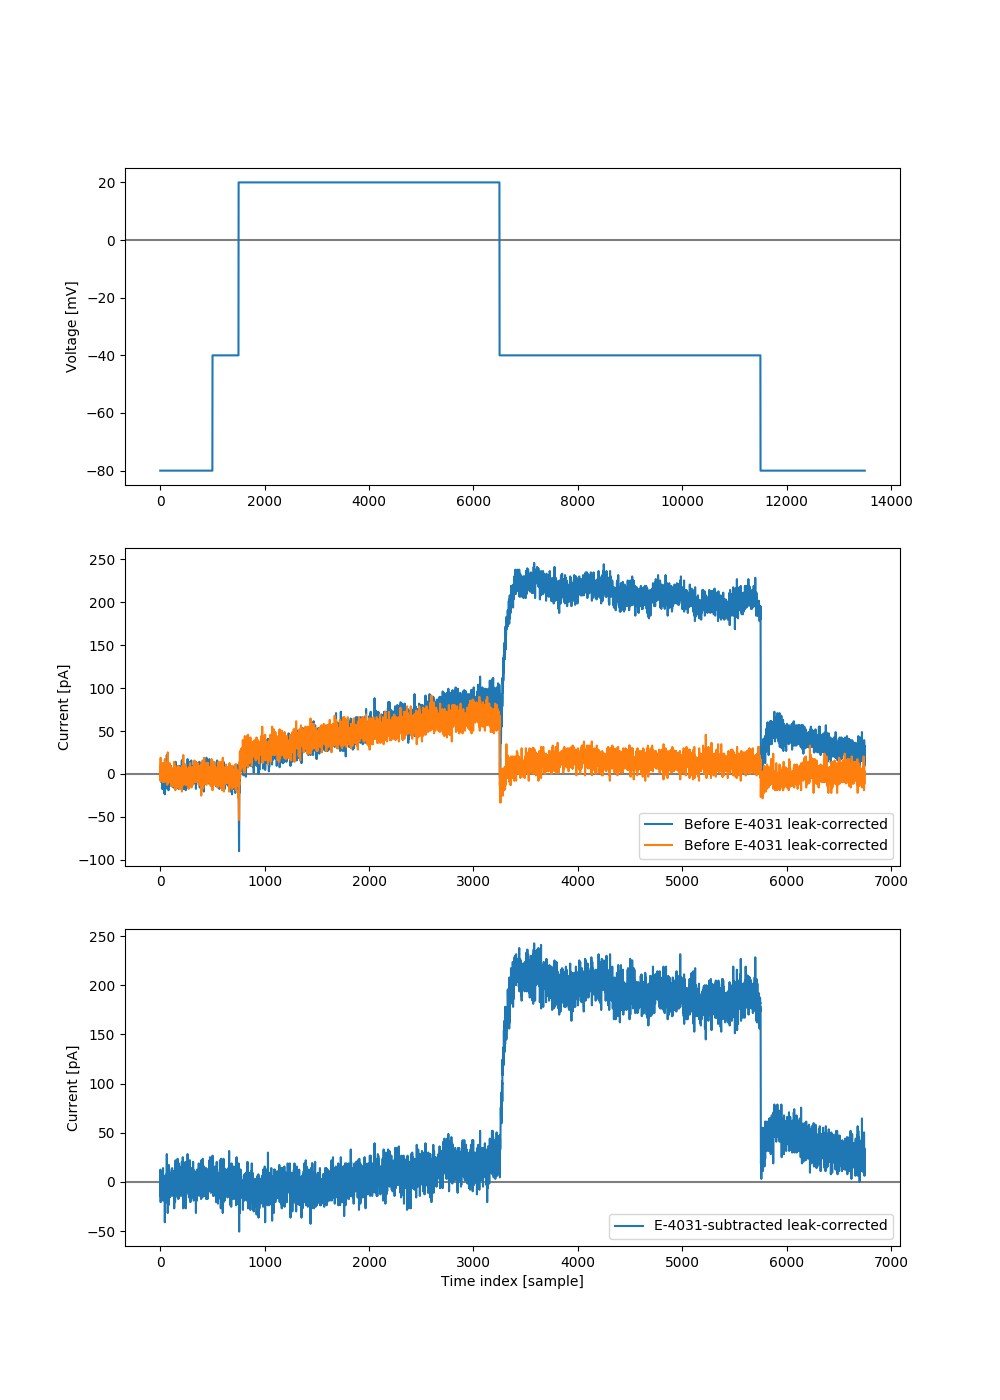 20
0
−20
−40
−60
−80
Voltage [mV]
0 2000 4000 6000 8000 10000 12000 14000
250
200
150
100
50
0
−50
−100
Current [pA]
Before E-4031 leak-corrected
Before E-4031 leak-corrected
0 1000 2000 3000 4000 5000 6000 7000
250
200
150
100
50
0
−50
Current [pA]
E-4031-subtracted leak-corrected
0 1000 2000 3000 4000 5000 6000 7000
Time index [sample]